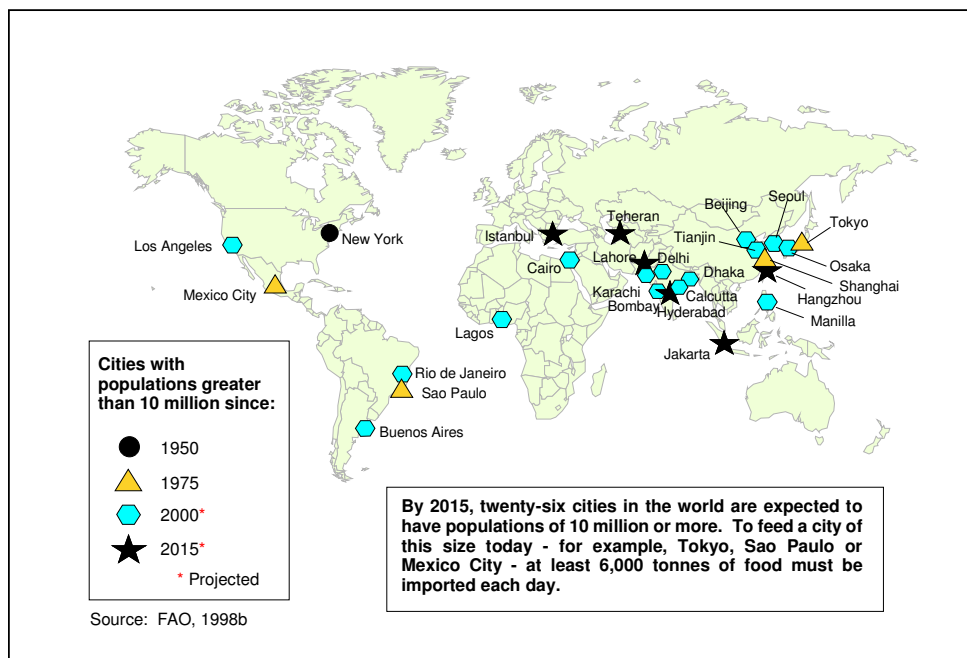 Beijing
Seoul
Teheran
Tokyo
New York
Istanbul
Tianjin
Los Angeles
Lahore
Delhi
Osaka
Cairo
Dhaka
Shanghai
Mexico City
Karachi
Calcutta
Hangzhou
Bombay
Hyderabad
Manilla
Lagos
Jakarta
Rio de Janeiro
Sao Paulo
Buenos Aires
Cities with
populations greater
than 10 million since:
1950
1975
2000*
2015*
* Projected
By 2015, twenty-six cities in the world are expected to
have populations of 10 million or more. To feed a city of
this size today - for example, Tokyo, Sao Paulo or
Mexico City - at least 6,000 tonnes of food must be
imported each day.
Source: FAO, 1998b